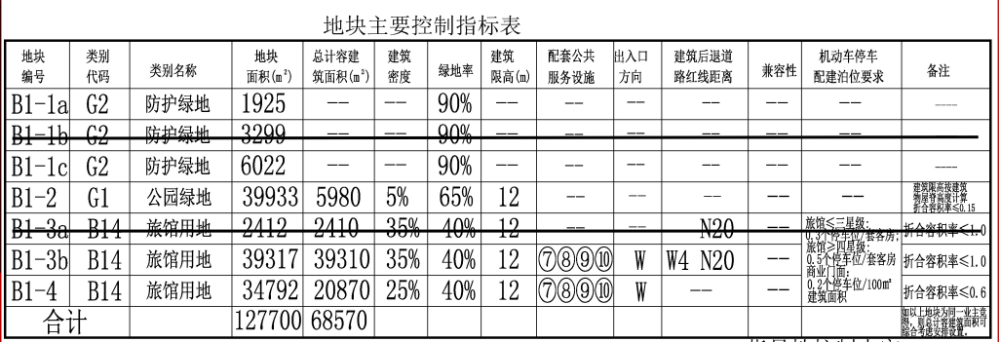 地块主要控制指标表
地块编号 类别代码 类别名称 地块面积(㎡) 总计容建筑面积(㎡) 建筑密度 绿地率 建筑限高(m) 配套公共服务设施 出入口方向 建筑后退道路红线距离 兼容性 机动车停车配建泊位要求 备注
B1-1a G2 防护绿地 1925 -- -- 90% -- -- -- -- -- -- ----
B1-1b G2 防护绿地 3299 -- -- 90% -- -- -- -- -- --
B1-1c G2 防护绿地 6022 -- -- 90% -- -- -- -- -- -- ----
B1-2 G1 公园绿地 39933 5980 5% 65% 12 -- -- -- -- -- 建筑限高按建筑物屋脊高度计算 折合容积率≤0.15
B1-3a B14 旅馆用地 2412 2410 35% 40% 12 -- -- N20 -- 折合容积率≤1.0
B1-3b B14 旅馆用地 39317 39310 35% 40% 12 ⑦⑧⑨⑩ W W4 N20 -- 折合容积率≤1.0
B1-4 B14 旅馆用地 34792 20870 25% 40% 12 ⑦⑧⑨⑩ W -- -- 折合容积率≤0.6
旅馆≤三星级:
0.3个停车位/套客房;
旅馆≥四星级:
0.5个停车位/套客房
商业门面:
0.2个停车位/100㎡
建筑面积
合计 127700 68570
如以上地块为同一业主竞得，则总计容建筑面积可综合考虑安排设置。